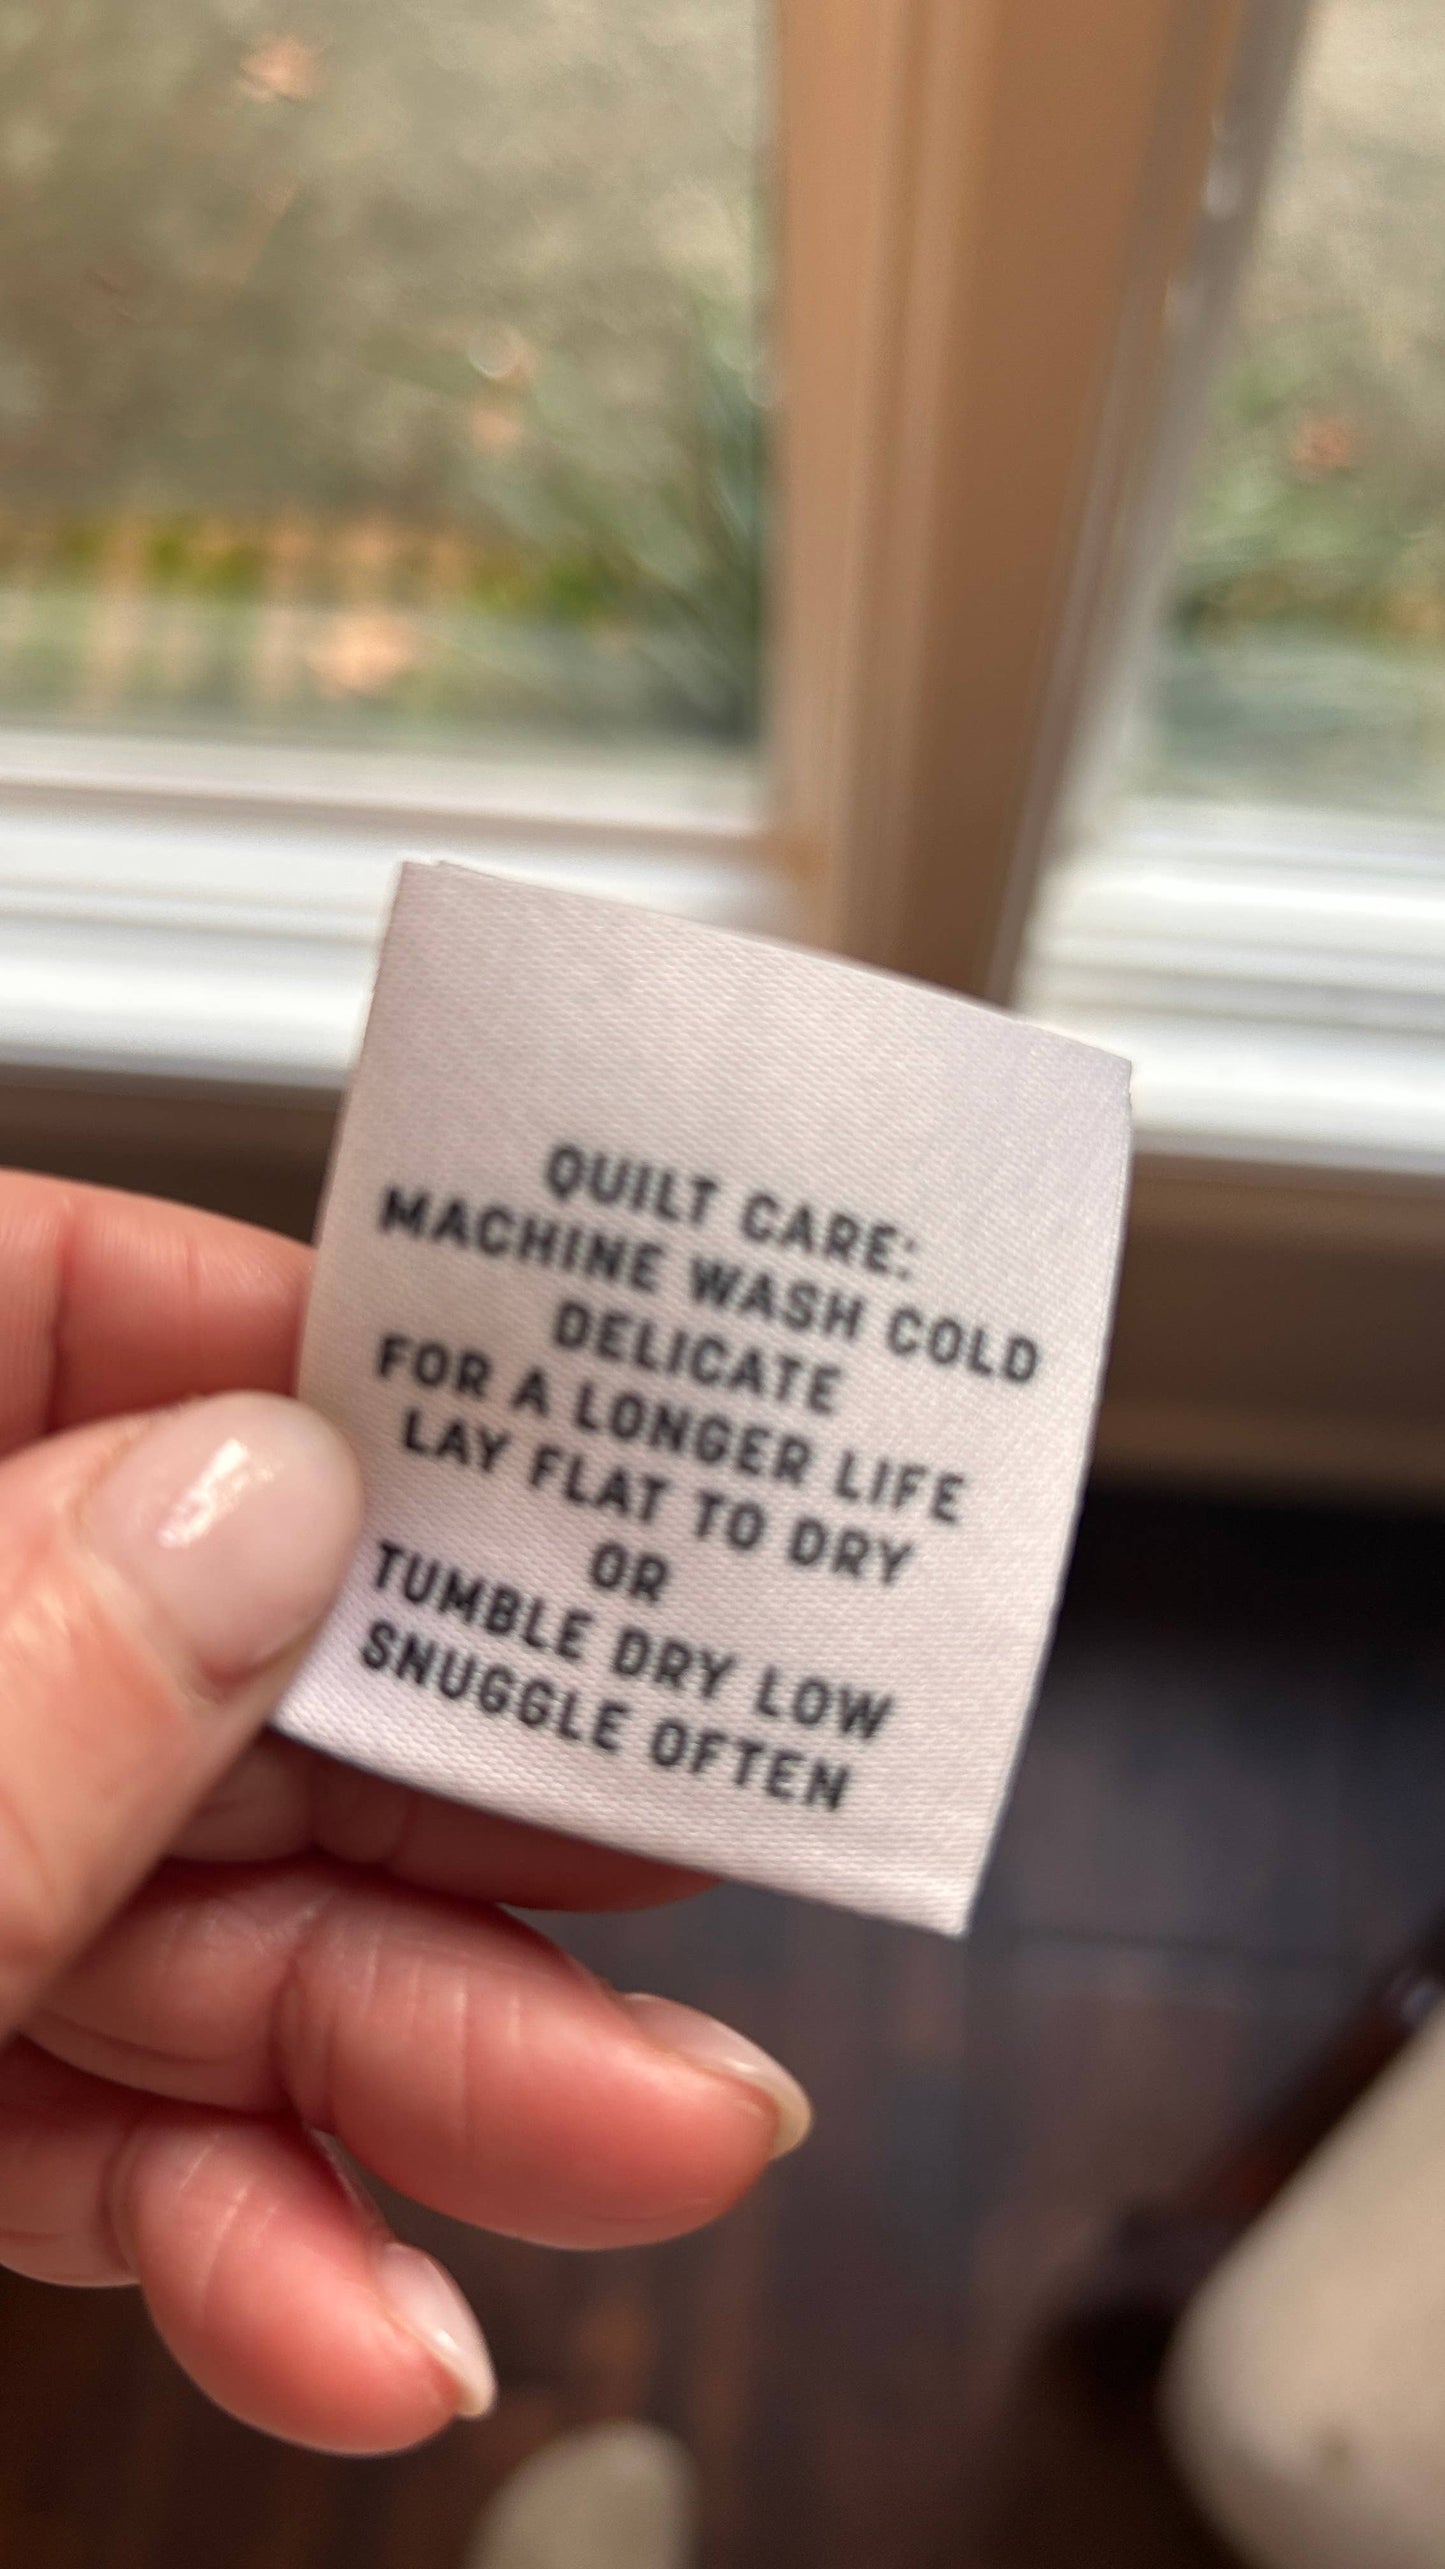 QUILT CARE:
MACHINE WASH COLD
DELICATE
FOR A LONGER LIFE
LAY FLAT TO DRY
OR
TUMBLE DRY LOW
SNUGGLE OFTEN